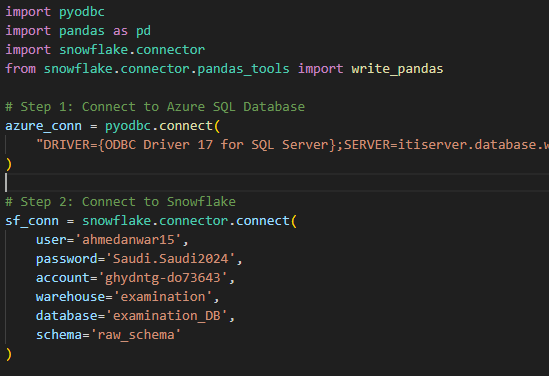 import pyodbc
import pandas as pd
import snowflake.connector
from snowflake.connector.pandas_tools import write_pandas
# Step 1: Connect to Azure SQL Database
azure_conn = pyodbc.connect(
"DRIVER={ODBC Driver 17 for SQL Server};SERVER=itiserver.database.w
)
# Step 2: Connect to Snowflake
sf_conn = snowflake.connector.connect(
user='ahmedanwar15',
password='Saudi.Saudi2024',
account='ghydntg-do73643',
warehouse='examination',
database='examination_DB',
schema='raw_schema'
)